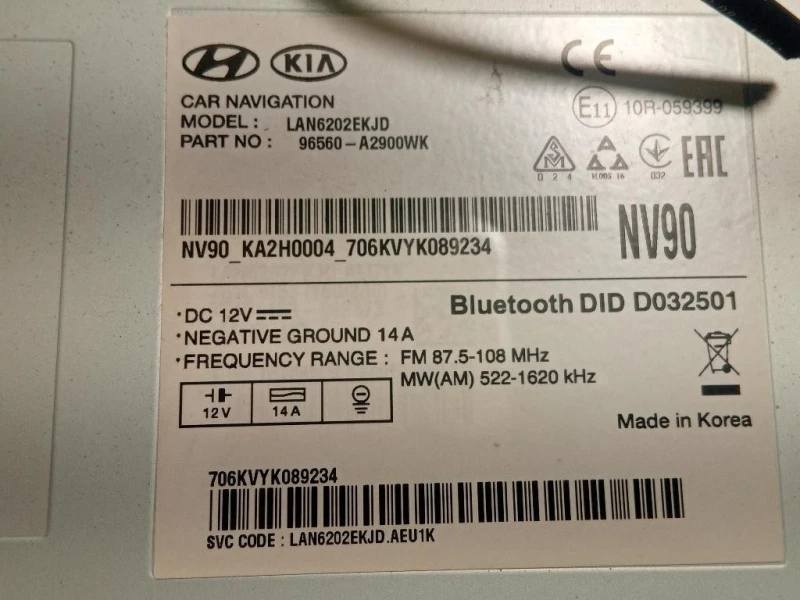 KIA
CE
CAR NAVIGATION
MODEL : LAN6202EKJD
PART NO : 96560-A2900WK
E11 10R-059399
024
032
EAC
NV90
NV90_KA2H0004_706KVYK089234
Bluetooth DID D032501
·DC 12V
·NEGATIVE GROUND 14A
·FREQUENCY RANGE : FM 87.5-108 MHz
MW(AM) 522-1620 kHz
12V 14A
Made in Korea
706KVYK089234
SVC CODE : LAN6202EKJD.AEU1K